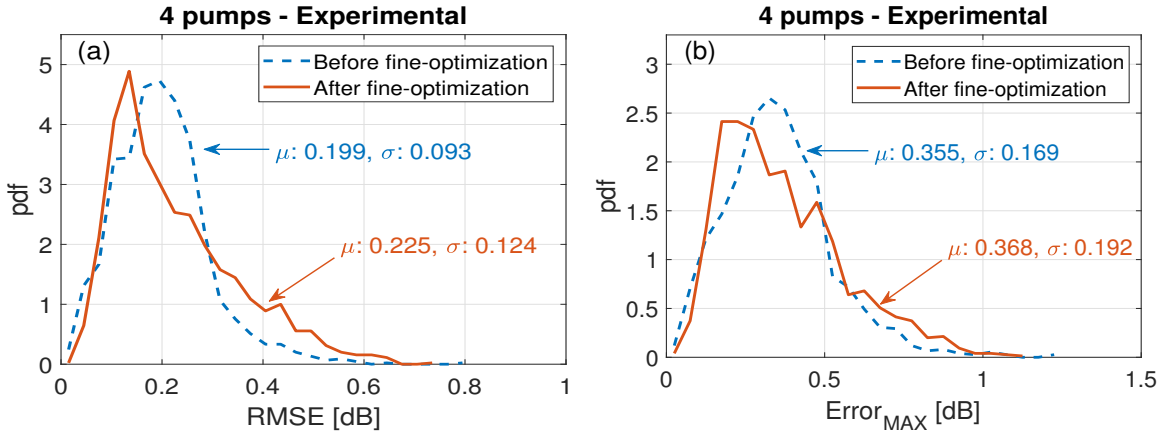 4 pumps - Experimental
(a)
Before fine-optimization
After fine-optimization
μ: 0.199, σ: 0.093
μ: 0.225, σ: 0.124
pdf
5
4
3
2
1
0
0 0.2 0.4 0.6 0.8 1
RMSE [dB]
4 pumps - Experimental
(b)
Before fine-optimization
After fine-optimization
μ: 0.355, σ: 0.169
μ: 0.368, σ: 0.192
pdf
3
2.5
2
1.5
1
0.5
0
0 0.5 1 1.5
Error_MAX [dB]